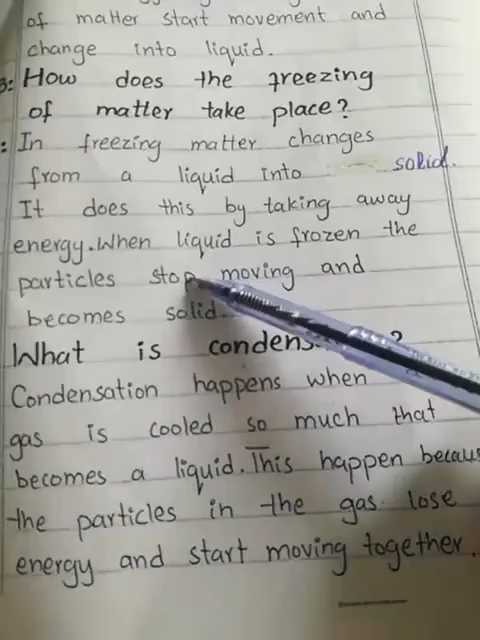 of matter start movement and
change into liquid.
3: How does the freezing
of matter take place?
: In freezing matter changes
from a liquid into solid.
It does this by taking away
energy. When liquid is frozen the
particles stop moving and
becomes solid.
What is condens ?
Condensation happens when
gas is cooled so much that
becomes a liquid. This happen becaus
the particles in the gas lose
energy and start moving together.